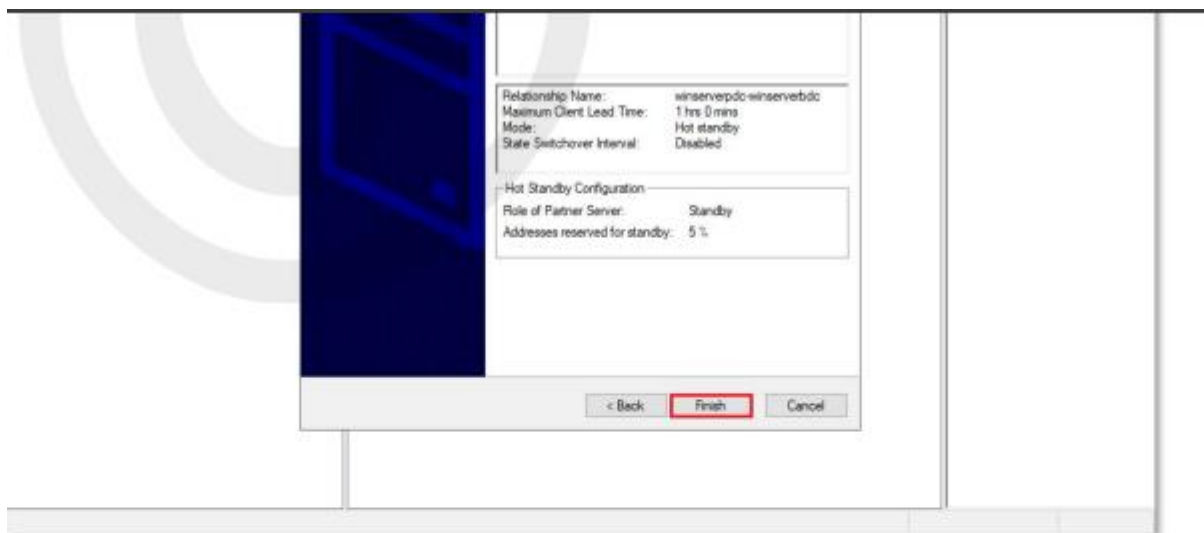 Relationship Name: winserverpdc-winserverbdc
Maximum Client Lead Time: 1 hrs 0 mins
Mode: Hot standby
State Switchover Interval: Disabled
Hot Standby Configuration
Role of Partner Server: Standby
Addresses reserved for standby: 5 %
< Back Finish Cancel